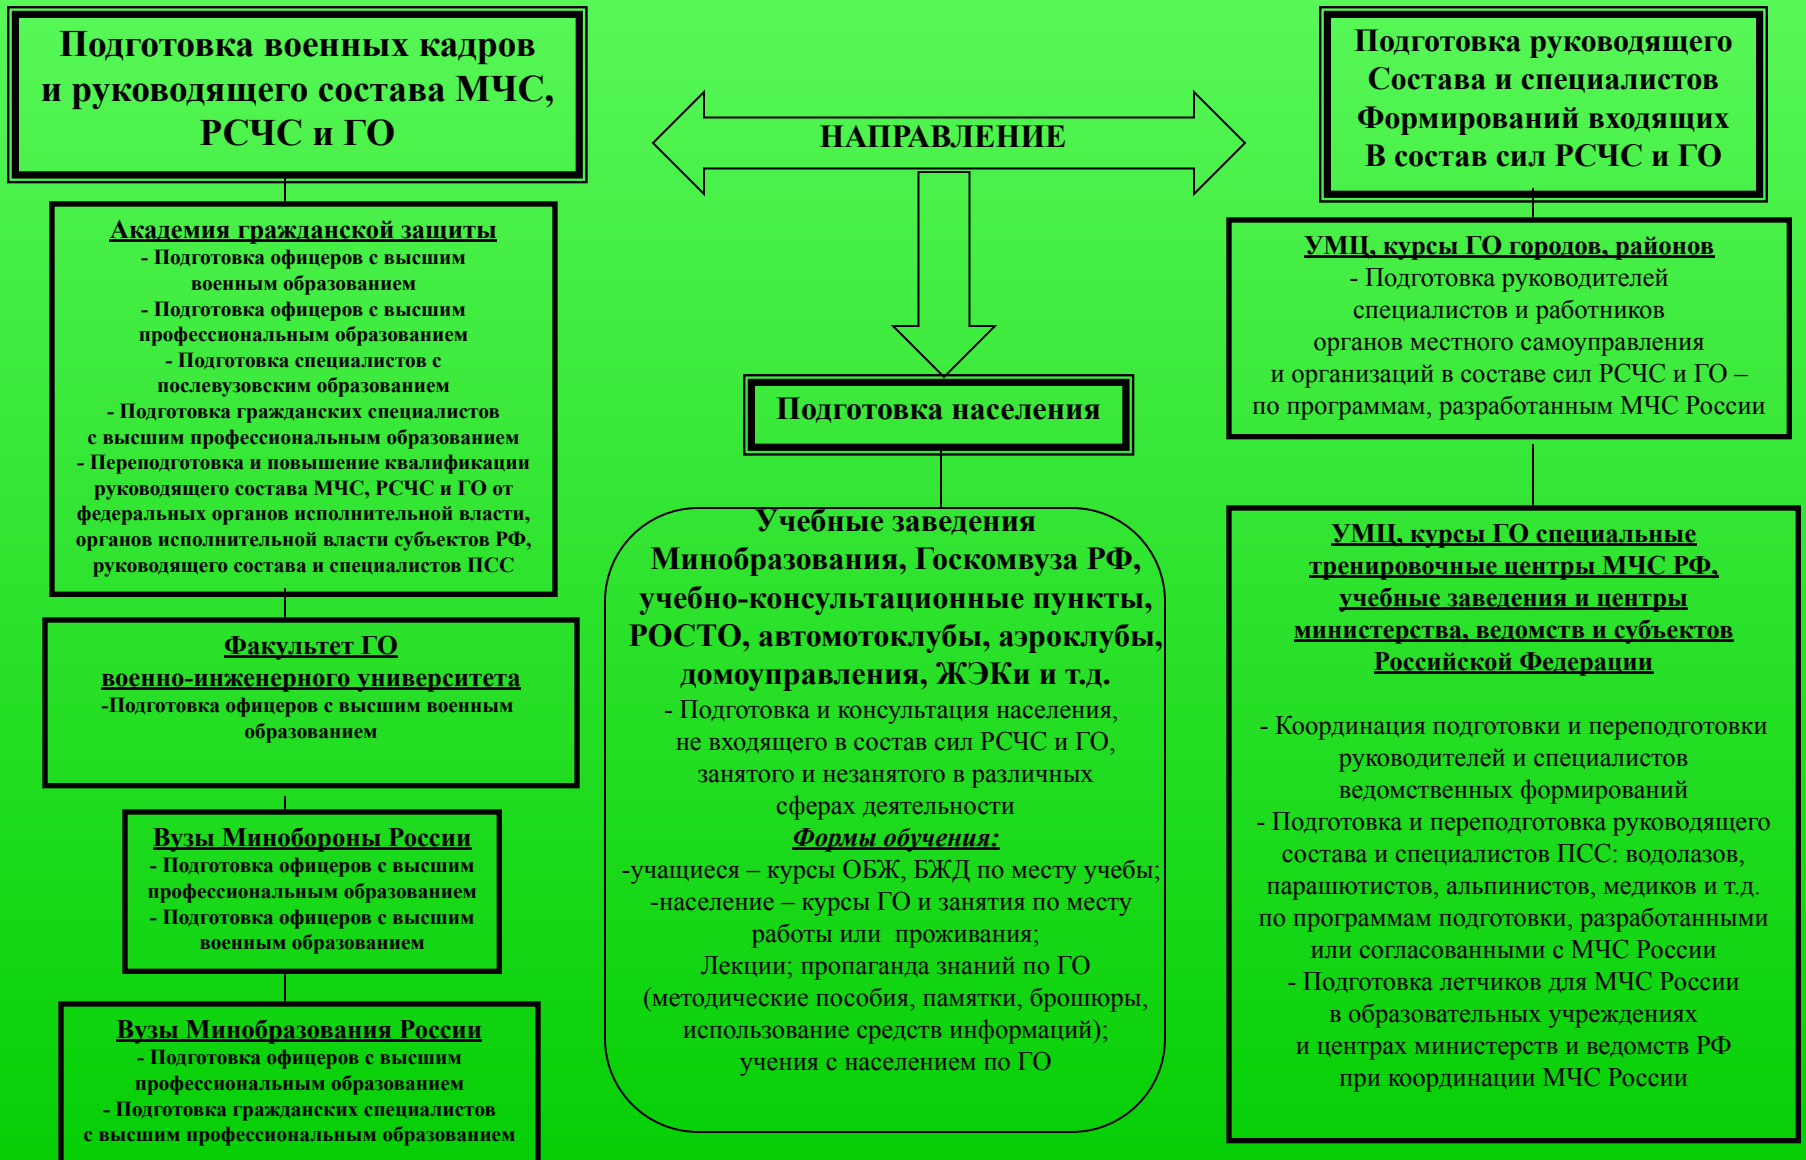 Подготовка военных кадров
и руководящего состава МЧС,
РСЧС и ГО
Академия гражданской защиты
- Подготовка офицеров с высшим
военным образованием
- Подготовка офицеров с высшим
профессиональным образованием
- Подготовка специалистов с
послевузовским образованием
- Подготовка гражданских специалистов
с высшим профессиональным образованием
- Переподготовка и повышение квалификации
руководящего состава МЧС, РСЧС и ГО от
федеральных органов исполнительной власти,
органов исполнительной власти субъектов РФ,
руководящего состава и специалистов ПСС
Факультет ГО
военно-инженерного университета
-Подготовка офицеров с высшим военным
образованием
Вузы Минобороны России
- Подготовка офицеров с высшим
профессиональным образованием
- Подготовка офицеров с высшим
военным образованием
Вузы Минобразования России
- Подготовка офицеров с высшим
профессиональным образованием
- Подготовка гражданских специалистов
с высшим профессиональным образованием
НАПРАВЛЕНИЕ
Подготовка населения
Учебные заведения
Минобразования, Госкомвуза РФ,
учебно-консультационные пункты,
РОСТО, автомотоклубы, аэроклубы,
домоуправления, ЖЭКи и т.д.
- Подготовка и консультация населения,
не входящего в состав сил РСЧС и ГО,
занятого и незанятого в различных
сферах деятельности
Формы обучения:
-учащиеся – курсы ОБЖ, БЖД по месту учебы;
-население – курсы ГО и занятия по месту
работы или проживания;
Лекции; пропаганда знаний по ГО
(методические пособия, памятки, брошюры,
использование средств информаций);
учения с населением по ГО
Подготовка руководящего
Состава и специалистов
Формирований входящих
В состав сил РСЧС и ГО
УМЦ, курсы ГО городов, районов
- Подготовка руководителей
специалистов и работников
органов местного самоуправления
и организаций в составе сил РСЧС и ГО –
по программам, разработанным МЧС России
УМЦ, курсы ГО специальные
тренировочные центры МЧС РФ,
учебные заведения и центры
министерства, ведомств и субъектов
Российской Федерации
- Координация подготовки и переподготовки
руководителей и специалистов
ведомственных формирований
- Подготовка и переподготовка руководящего
состава и специалистов ПСС: водолазов,
парашютистов, альпинистов, медиков и т.д.
по программам подготовки, разработанными
или согласованными с МЧС России
- Подготовка летчиков для МЧС России
в образовательных учреждениях
и центрах министерств и ведомств РФ
при координации МЧС России